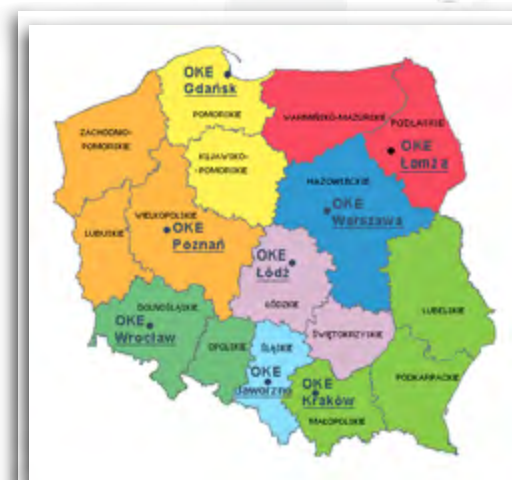 OKE
Gdańsk
POMORSKIE
ZACHODNIO-
POMORSKIE
KUJAWSKO-
-POMORSKIE
WARMIŃSKO-MAZURSKIE
PODLASKIE
OKE
Łomża
MAZOWIECKIE
OKE
Warszawa
WIELKOPOLSKIE
OKE
Poznań
LUBUSKIE
OKE
Łódź
ŁÓDZKIE
DOLNOŚLĄSKIE
OKE
Wrocław
OPOLSKIE
ŚLĄSKIE
OKE
Jaworzno
ŚWIĘTOKRZYSKIE
LUBELSKIE
OKE
Kraków
MAŁOPOLSKIE
PODKARPACKIE